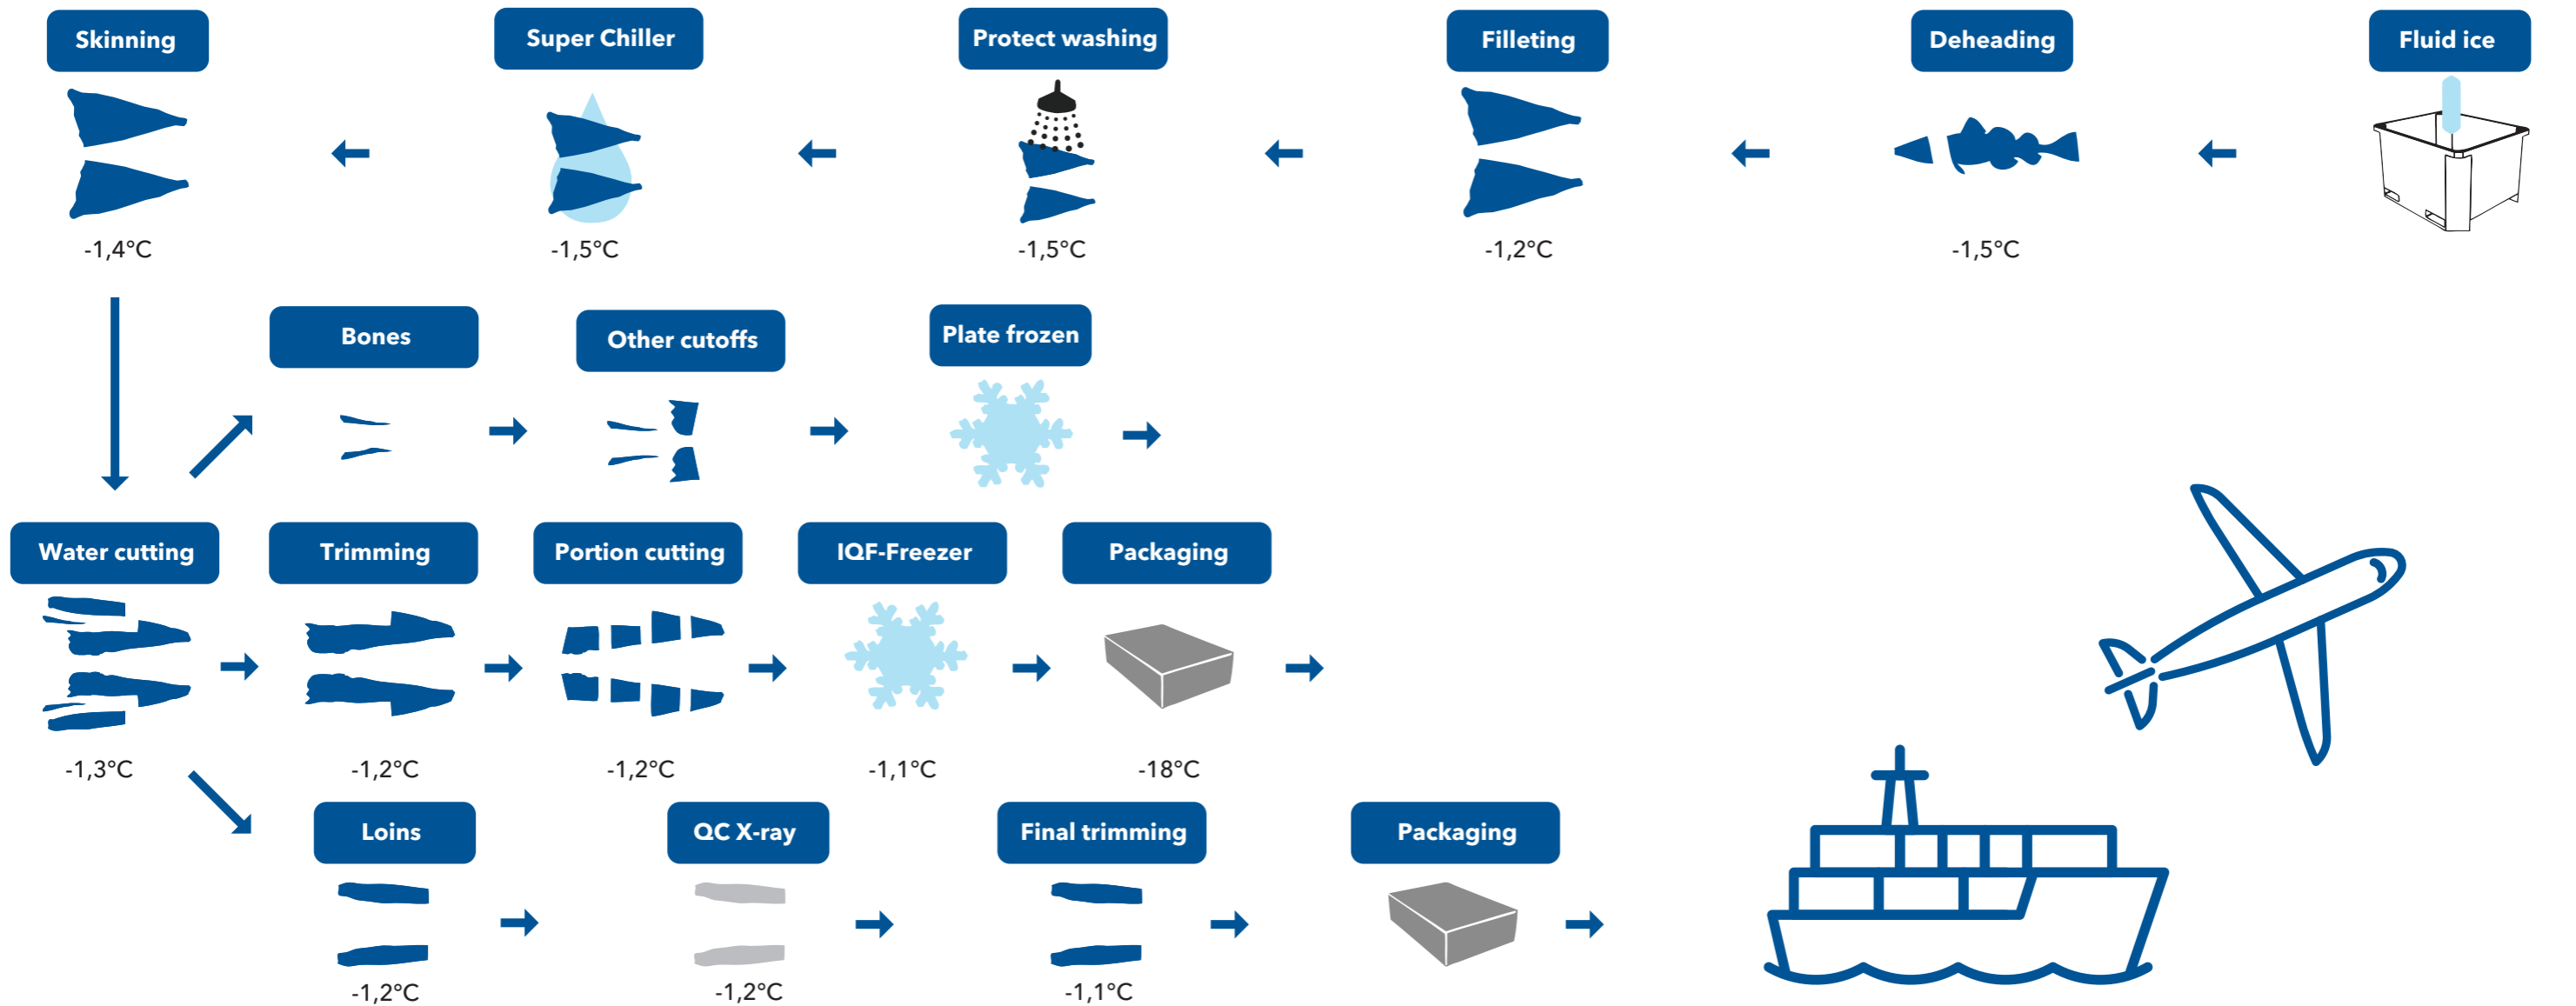 Skinning
Super Chiller
Protect washing
Filleting
Deheading
Fluid ice
-1,4°C
-1,5°C
-1,5°C
-1,2°C
-1,5°C
Bones
Other cutoffs
Plate frozen
Water cutting
Trimming
Portion cutting
IQF-Freezer
Packaging
-1,3°C
-1,2°C
-1,2°C
-1,1°C
-18°C
Loins
QC X-ray
Final trimming
Packaging
-1,2°C
-1,2°C
-1,1°C